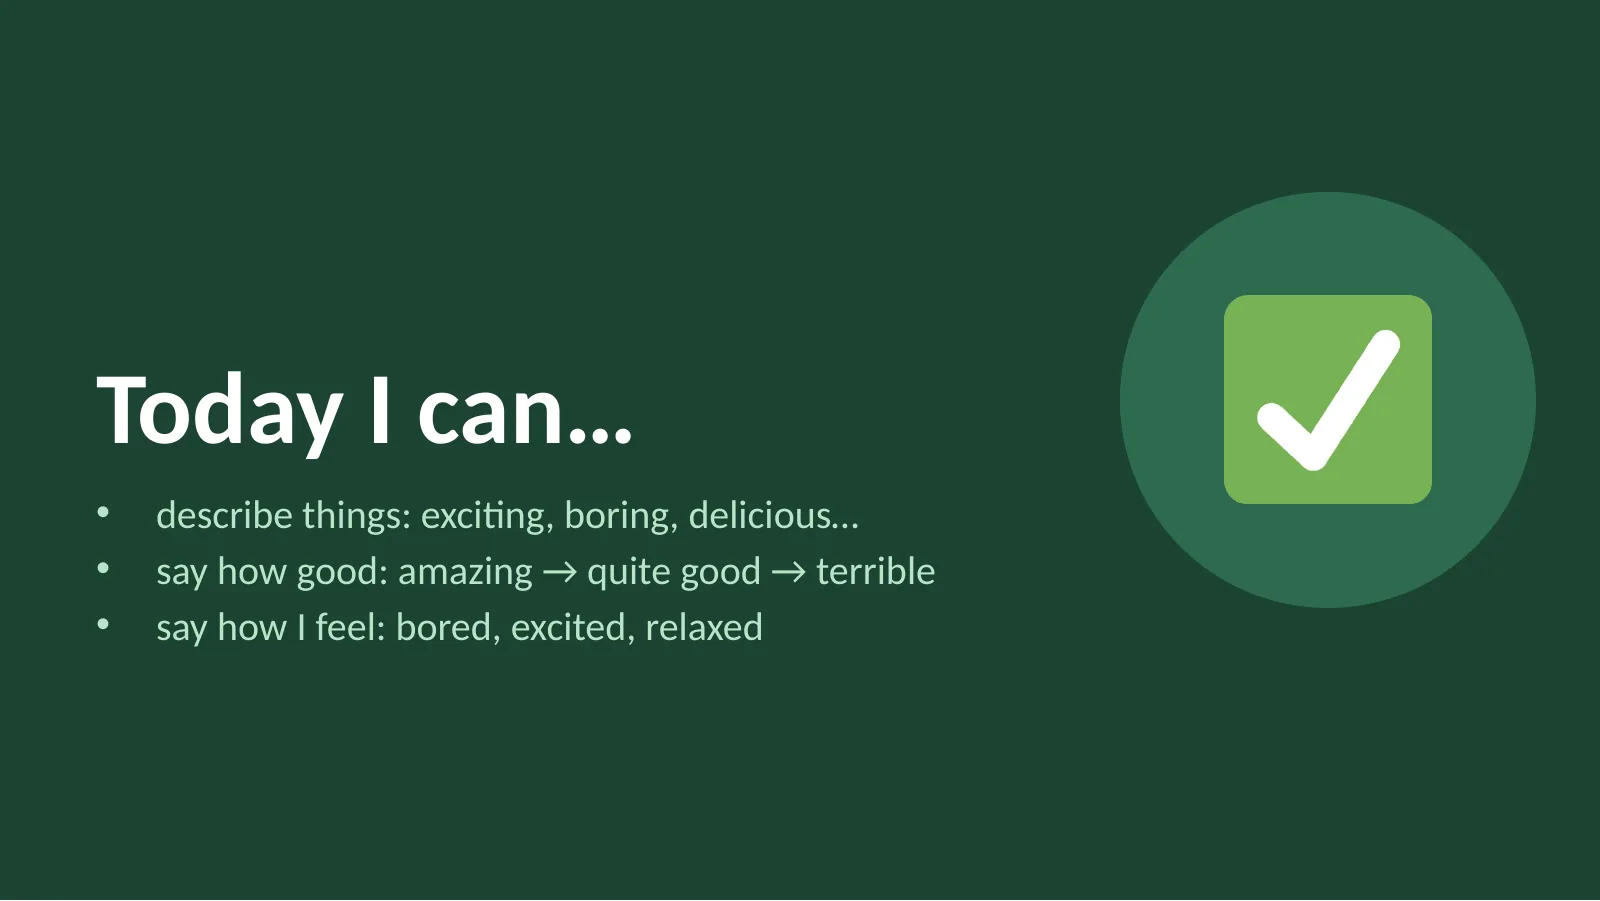 Today I can...
• describe things: exciting, boring, delicious...
• say how good: amazing → quite good → terrible
• say how I feel: bored, excited, relaxed